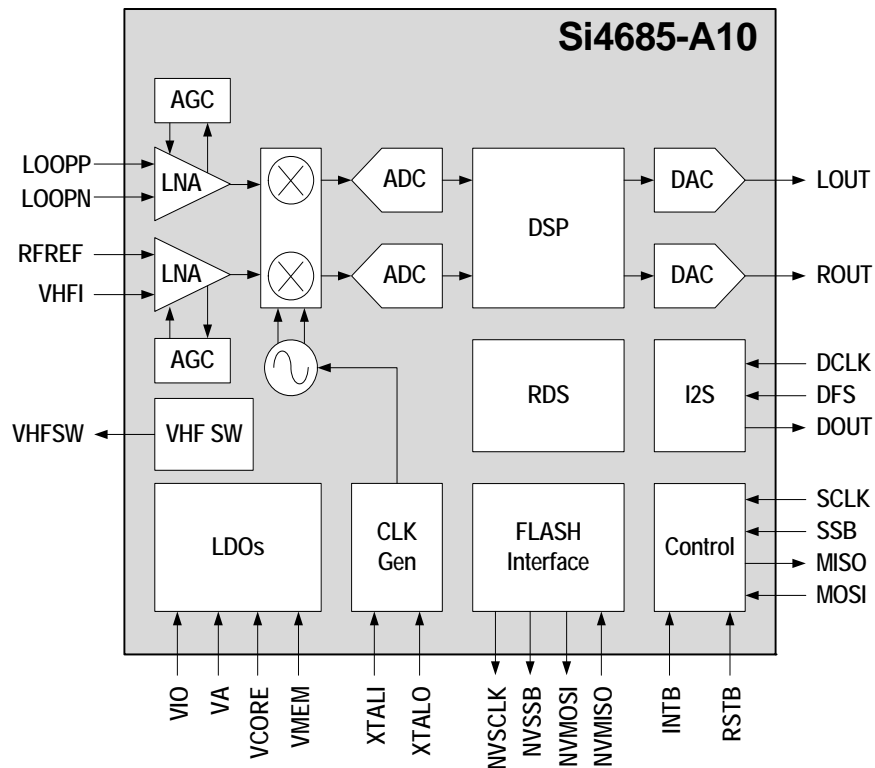 Si4685-A10
AGC
LOOPP
LOOPN
LNA
ADC
DSP
DAC
LOUT
RFREF
VHFI
LNA
ADC
DAC
ROUT
AGC
RDS
I2S
DCLK
DFS
DOUT
VHFSW
VHF SW
LDOs
CLK
Gen
FLASH
Interface
Control
SCLK
SSB
MISO
MOSI
VIO
VA
VCORE
VMEM
XTALI
XTALO
NVSCLK
NVSSB
NVMOSI
NVMISO
INTB
RSTB